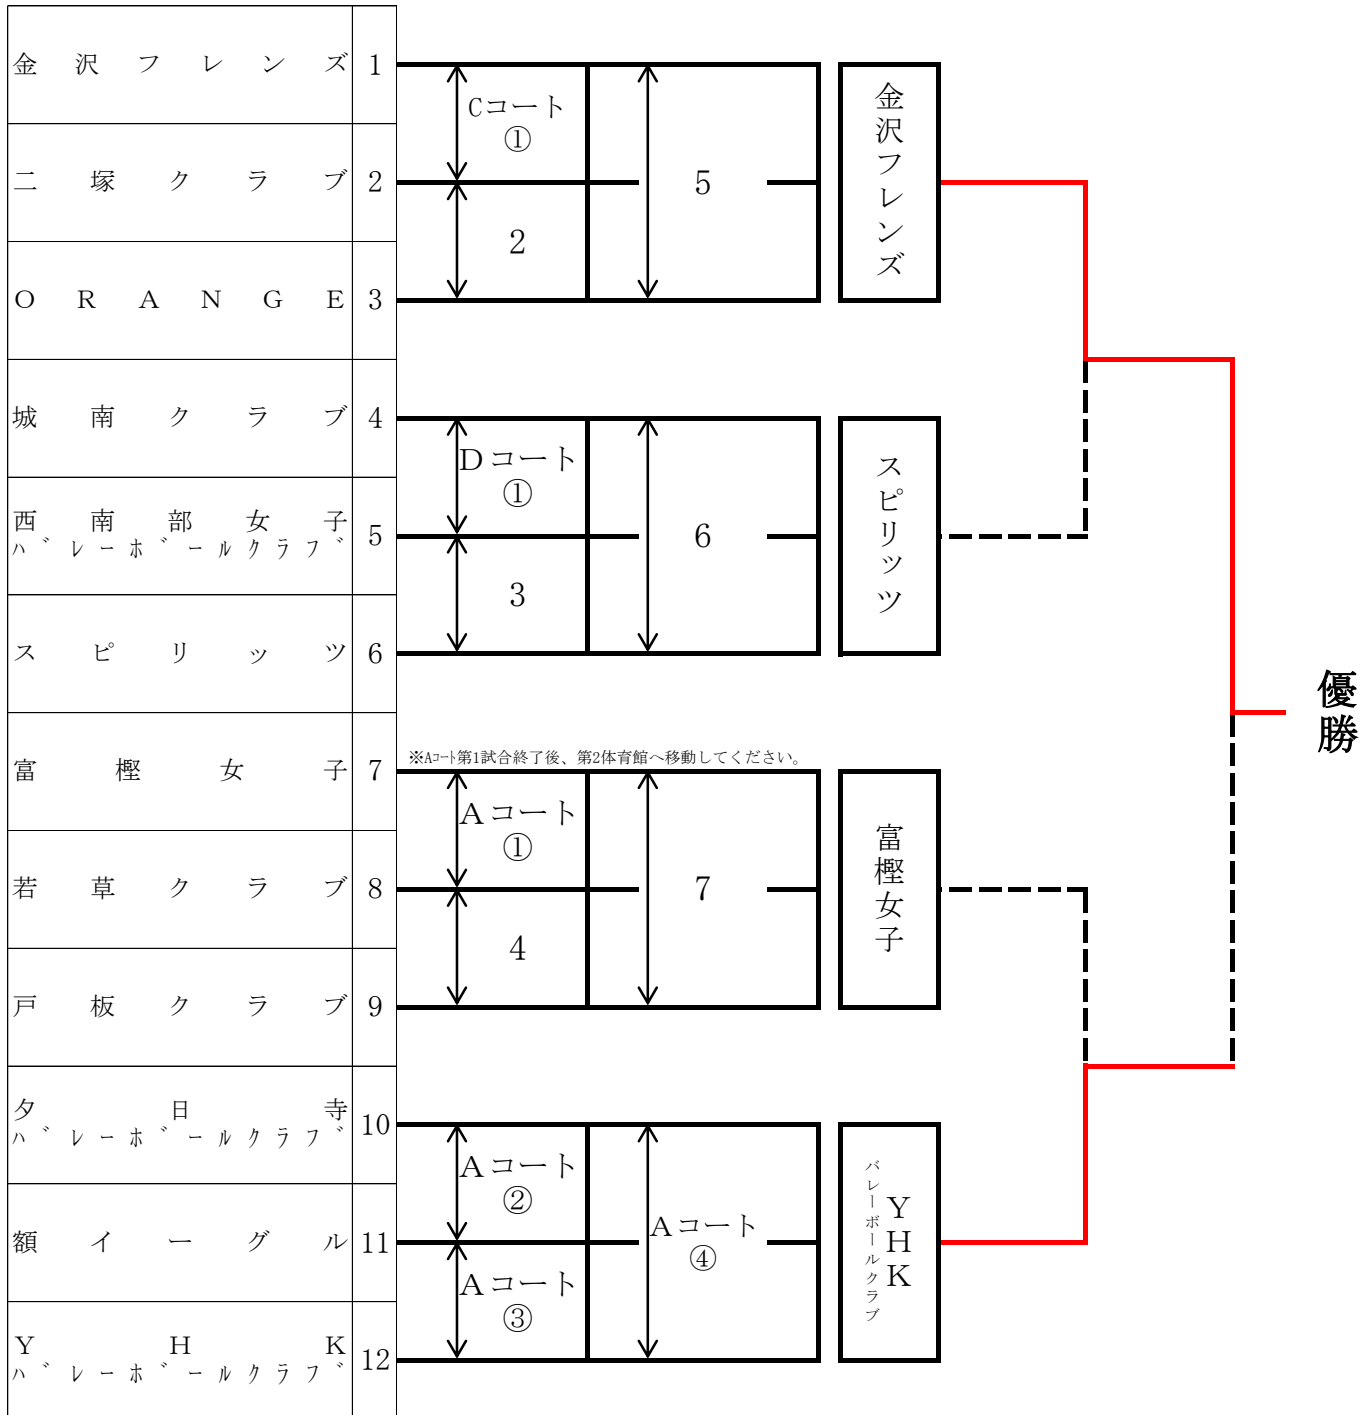 金沢フレンズ 1
Cコート
①
二塚クラブ 2
5
2
ORANGE 3
金沢フレンズ
城南クラブ 4
Dコート
①
西南部女子
バレーボールクラブ 5
6
3
スピリッツ 6
スピリッツ
優勝
※Aコート第1試合終了後、第2体育館へ移動してください。
富樫女子 7
Aコート
①
若草クラブ 8
7
4
戸板クラブ 9
富樫女子
夕日寺
バレーボールクラブ 10
Aコート
②
額イーグル 11
Aコート
④
Aコート
③
YHK
バレーボールクラブ 12
YHK
バレーボールクラブ